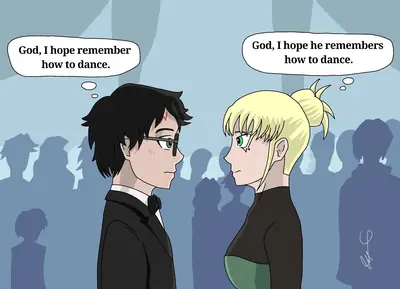 God, I hope remember
how to dance.
God, I hope he remembers
how to dance.